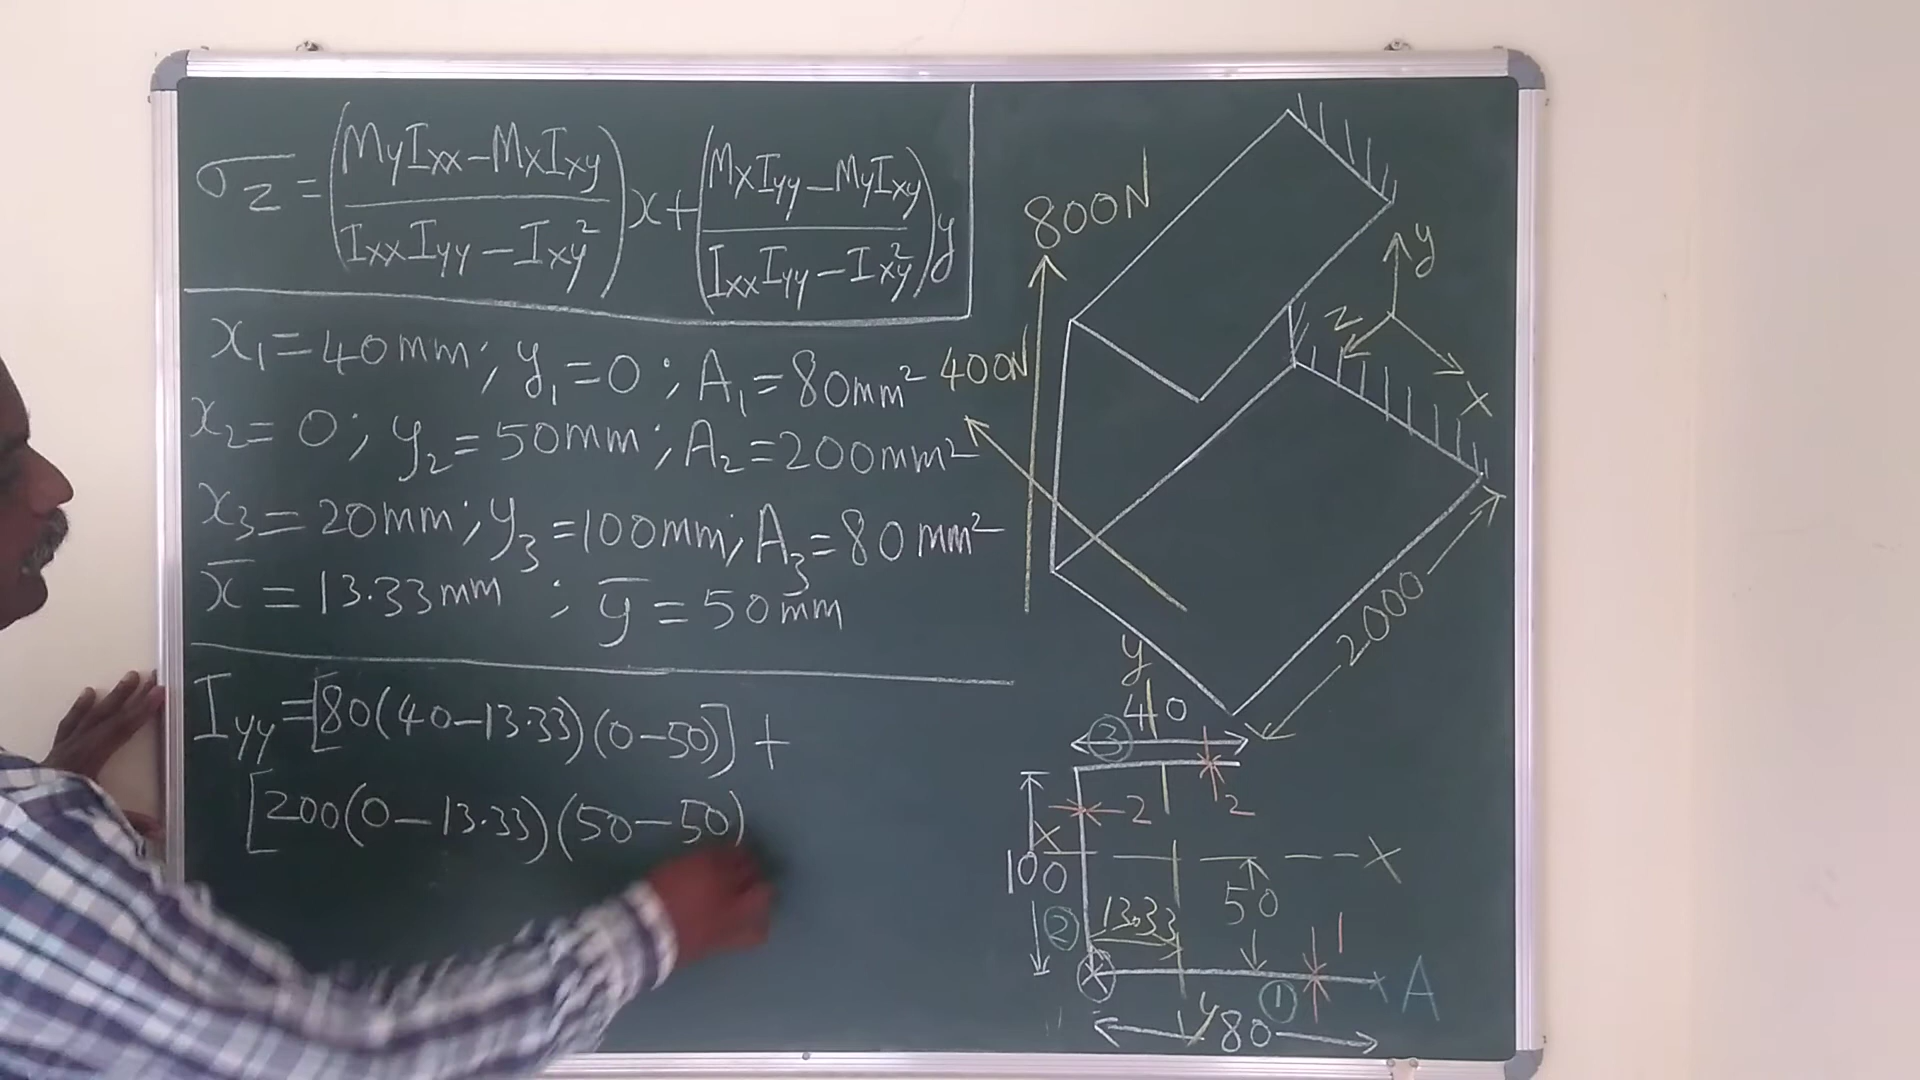 σz = (MyIxx – MxIxy / IxxIyy – Ixy²) x + (MxIyy – MyIxy / IxxIyy – Ixy²) y
x₁ = 40mm; y₁ = 0; A₁ = 80mm²
x₂ = 0; y₂ = 50mm; A₂ = 200mm²
x₃ = 20mm; y₃ = 100mm; A₃ = 80mm²
x̄ = 13.33mm ; ȳ = 50mm
Iyy = [80(40–13.33)(0–50)] +
[200(0–13.33)(50–50)
800N
400N
y
z
x
2000
y
40
③
2
2
X
X
100
50
②
13.33
1
①
A
y
80